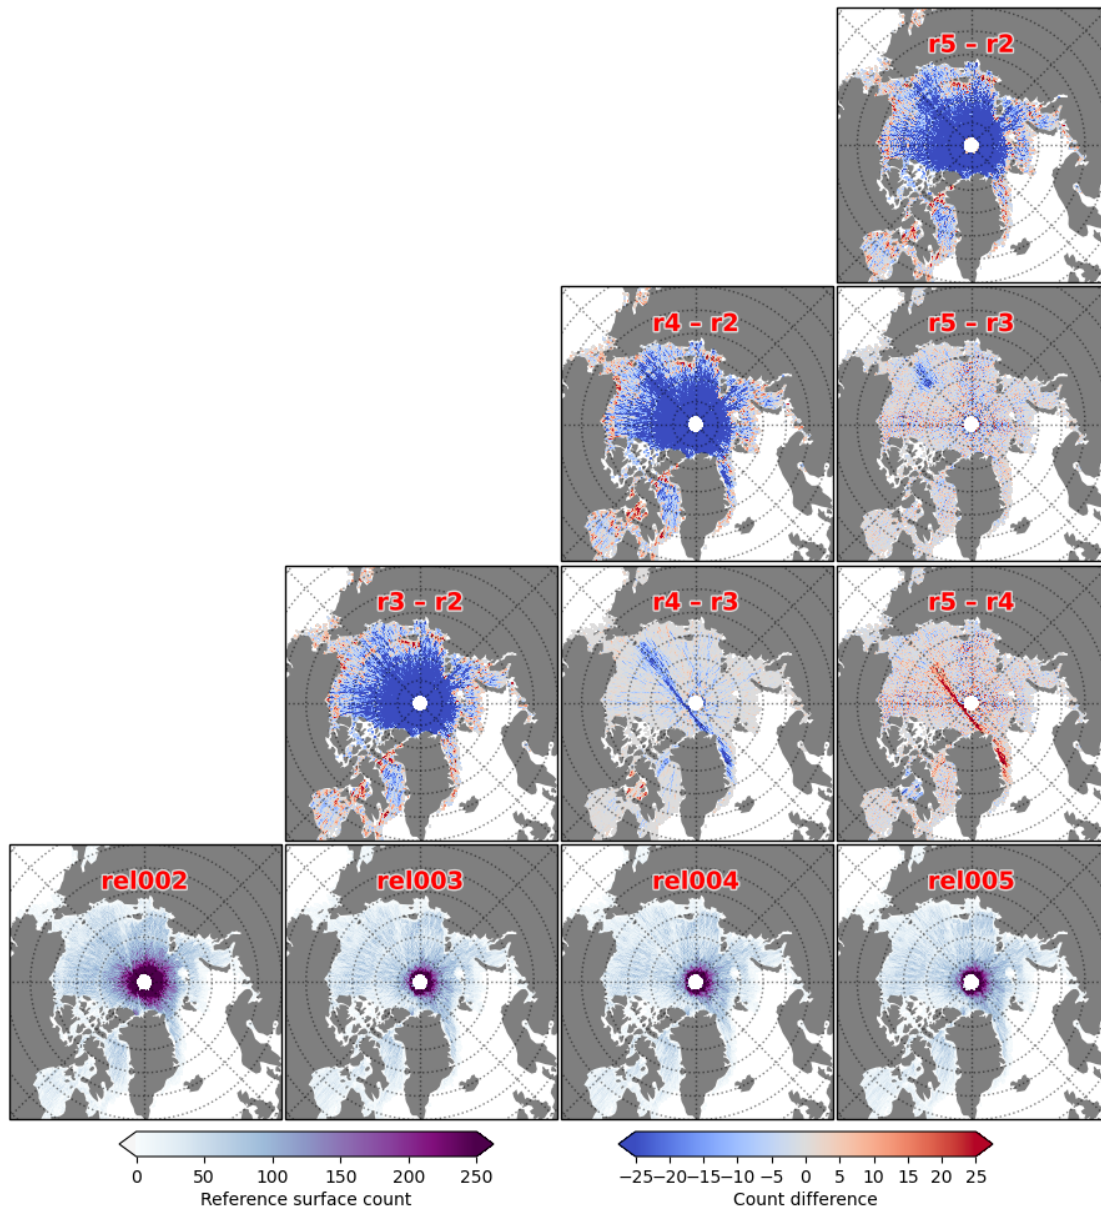 r5 – r2
r4 – r2
r5 – r3
r3 – r2
r4 – r3
r5 – r4
rel002
rel003
rel004
rel005
0 50 100 150 200 250
Reference surface count
−25 −20 −15 −10 −5 0 5 10 15 20 25
Count difference